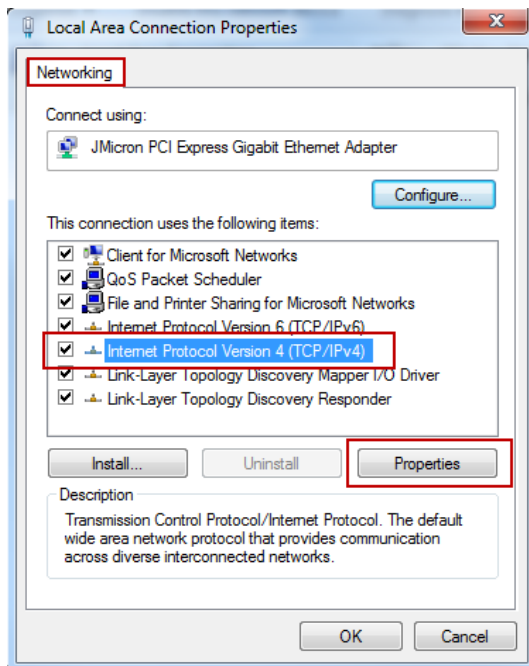 Local Area Connection Properties
Networking
Connect using:
JMicron PCI Express Gigabit Ethernet Adapter
Configure...
This connection uses the following items:
Client for Microsoft Networks
QoS Packet Scheduler
File and Printer Sharing for Microsoft Networks
Internet Protocol Version 6 (TCP/IPv6)
Internet Protocol Version 4 (TCP/IPv4)
Link-Layer Topology Discovery Mapper I/O Driver
Link-Layer Topology Discovery Responder
Install...
Uninstall
Properties
Description
Transmission Control Protocol/Internet Protocol. The default
wide area network protocol that provides communication
across diverse interconnected networks.
OK
Cancel